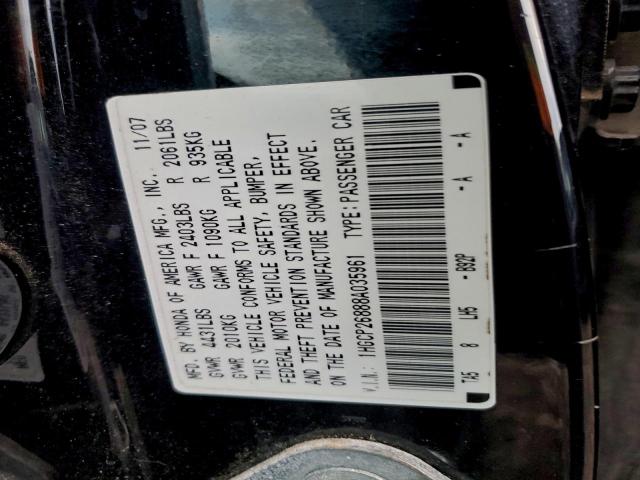 MFD. BY HONDA OF AMERICA MFG., INC. 11/07
GVWR 4431LBS GAWR F 2403LBS R 2061LBS
GVWR 2010KG GAWR F 1090KG R 935KG
THIS VEHICLE CONFORMS TO ALL APPLICABLE
FEDERAL MOTOR VEHICLE SAFETY, BUMPER,
AND THEFT PREVENTION STANDARDS IN EFFECT
ON THE DATE OF MANUFACTURE SHOWN ABOVE.
V.I.N.: 1HGCP26888A035961 TYPE: PASSENGER CAR
TA5 0 LH5 - B92P - A - A